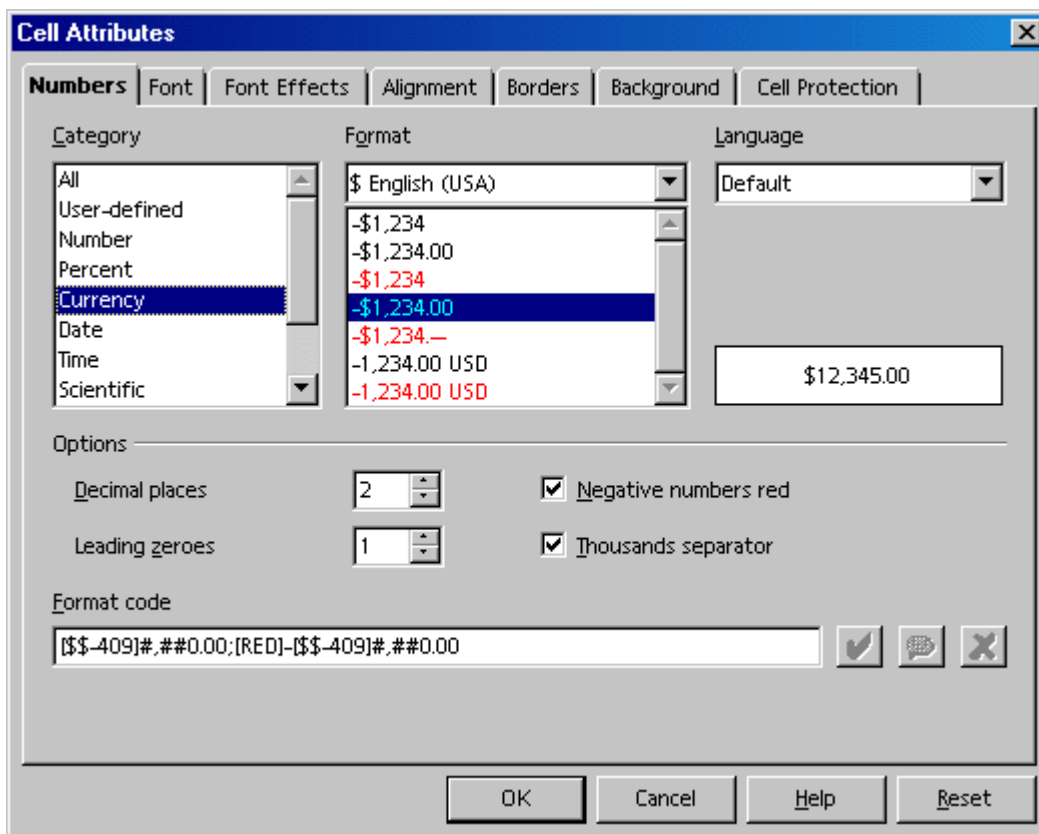 Cell Attributes
Numbers Font Font Effects Alignment Borders Background Cell Protection
Category
All
User-defined
Number
Percent
Currency
Date
Time
Scientific
Format
$ English (USA)
-$1,234
-$1,234.00
-$1,234
-$1,234.00
-$1,234.—
-1,234.00 USD
-1,234.00 USD
Language
Default
$12,345.00
Options
Decimal places 2
Negative numbers red
Leading zeroes 1
Thousands separator
Format code
[$$-409]#,##0.00;[RED]-[$$-409]#,##0.00
OK Cancel Help Reset